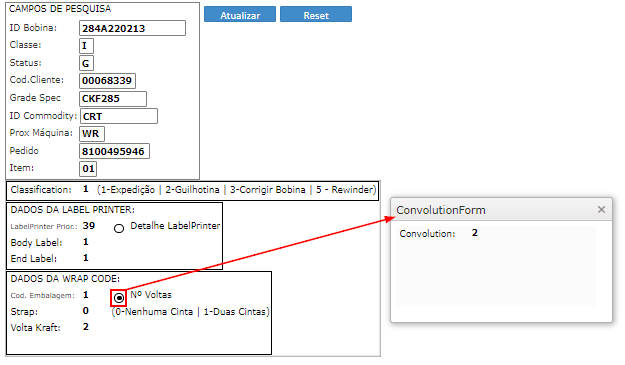 CAMPOS DE PESQUISA
ID Bobina: 284A220213
Atualizar Reset
Classe: I
Status: G
Cod.Cliente: 00068339
Grade Spec CKF285
ID Commodity: CRT
Prox Máquina: WR
Pedido 8100495946
Item: 01
Classification: 1 (1-Expedição | 2-Guilhotina | 3-Corrigir Bobina | 5 - Rewinder)
DADOS DA LABEL PRINTER:
LabelPrinter Prior.: 39 Detalhe LabelPrinter
Body Label: 1
End Label: 1
DADOS DA WRAP CODE:
Cod. Embalagem: 1 Nº Voltas
Strap: 0 (0-Nenhuma Cinta | 1-Duas Cintas)
Volta Kraft: 2
ConvolutionForm ×
Convolution: 2